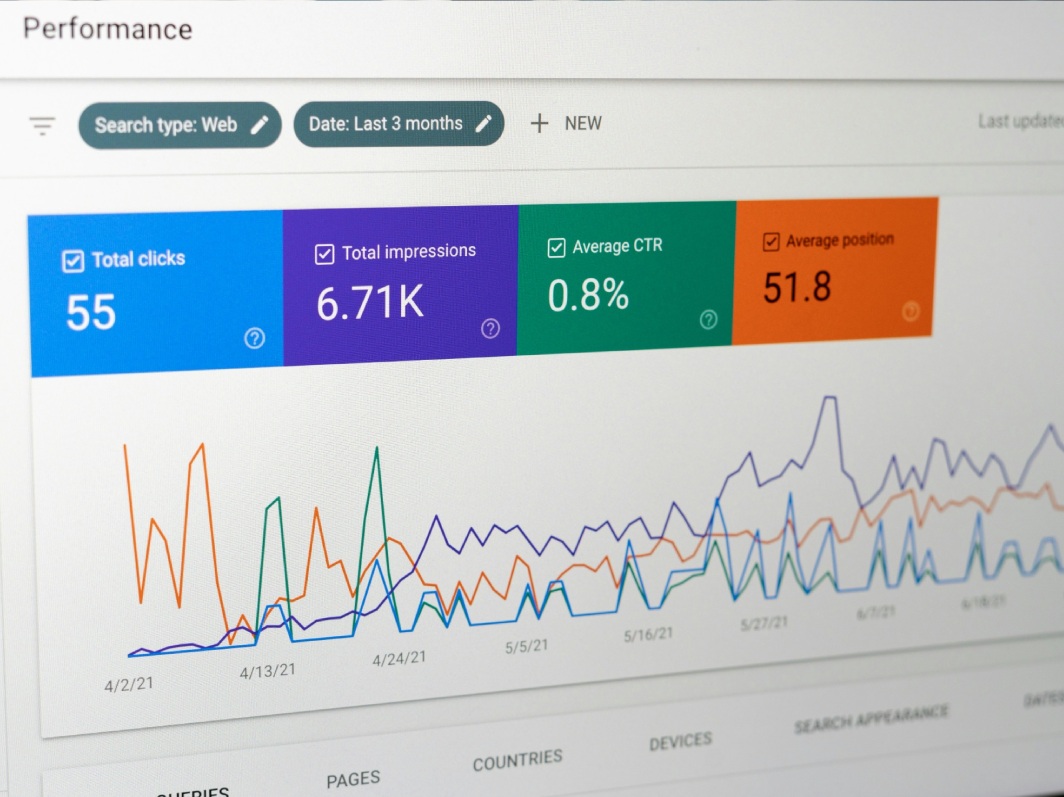 Performance
Search type: Web
Date: Last 3 months
+ NEW
Last updated
Total clicks
55
Total impressions
6.71K
Average CTR
0.8%
Average position
51.8
4/2/21
4/13/21
4/24/21
5/5/21
5/16/21
5/27/21
6/7/21
6/18/21
QUERIES
PAGES
COUNTRIES
DEVICES
SEARCH APPEARANCE
DATES